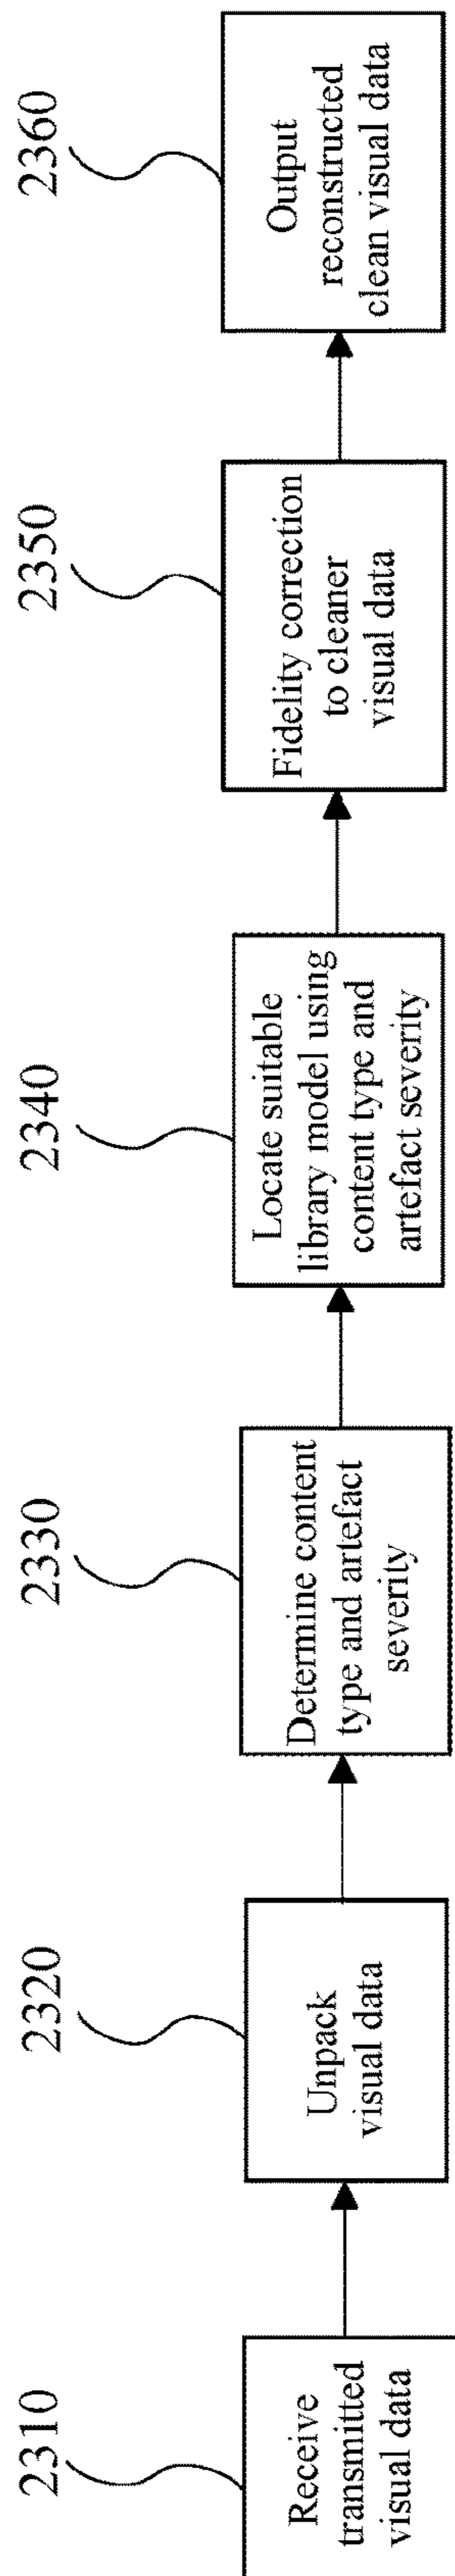 2310
Receive
transmitted
visual data
2320
Unpack
visual data
2330
Determine content
type and artefact
severity
2340
Locate suitable
library model using
content type and
artefact severity
2350
Fidelity correction
to cleaner
visual data
2360
Output
reconstructed
clean visual data